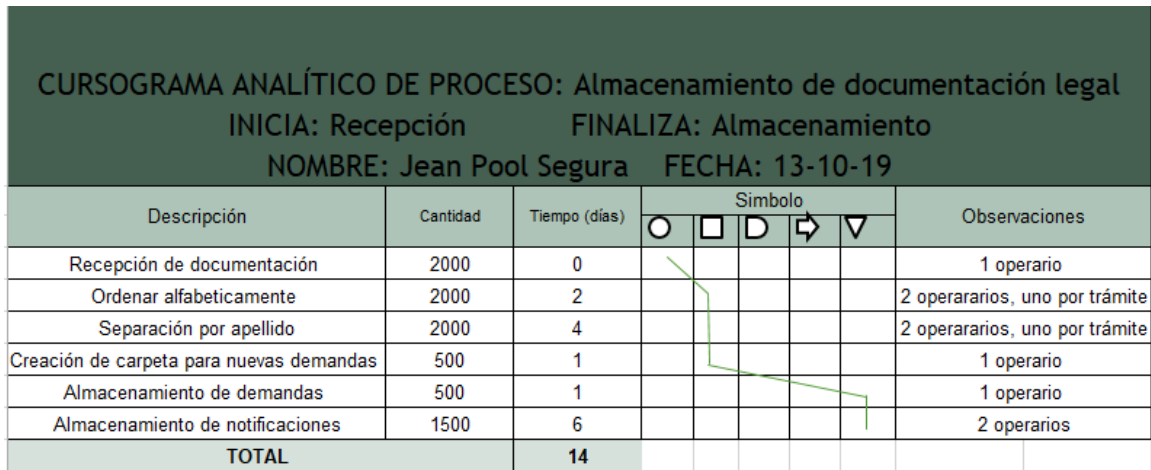 CURSOGRAMA ANALÍTICO DE PROCESO: Almacenamiento de documentación legal
INICIA: Recepción FINALIZA: Almacenamiento
NOMBRE: Jean Pool Segura FECHA: 13-10-19
Descripción Cantidad Tiempo (días) Simbolo Observaciones
Recepción de documentación 2000 0 1 operario
Ordenar alfabeticamente 2000 2 2 operararios, uno por trámite
Separación por apellido 2000 4 2 operararios, uno por trámite
Creación de carpeta para nuevas demandas 500 1 1 operario
Almacenamiento de demandas 500 1 1 operario
Almacenamiento de notificaciones 1500 6 2 operarios
TOTAL 14